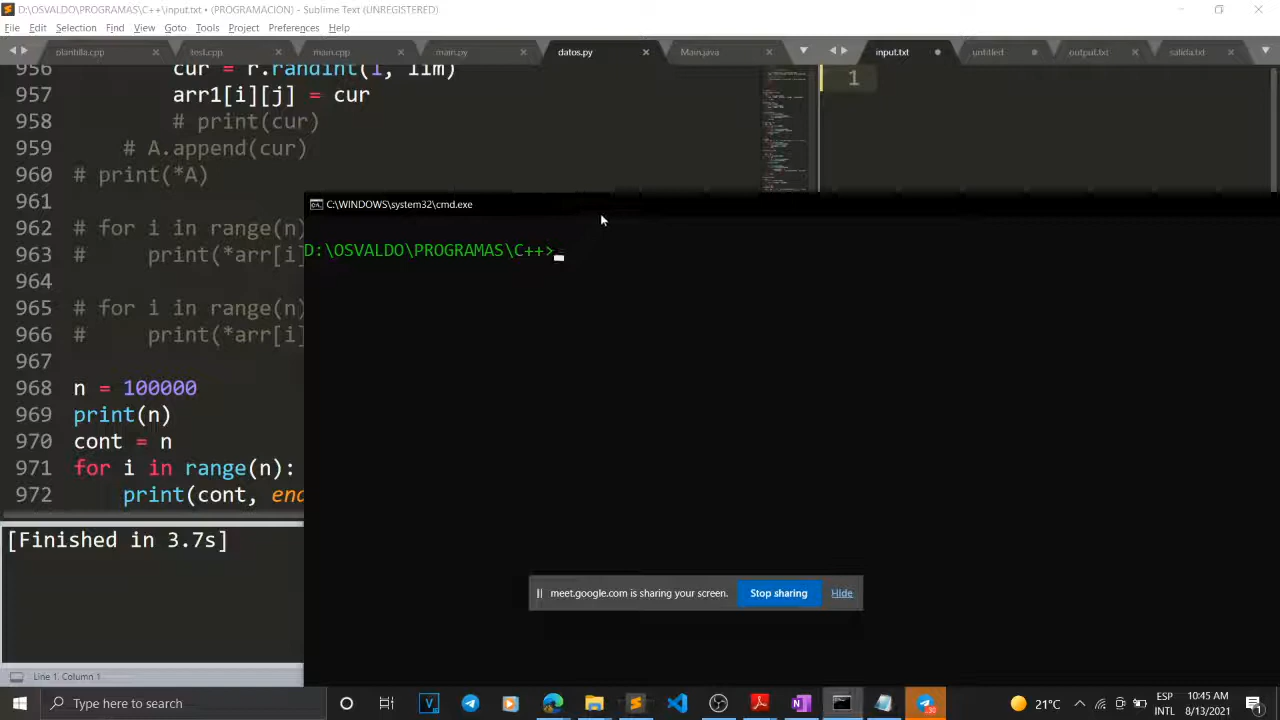 D:\OSVALDO\PROGRAMAS\C++\input.txt • (PROGRAMACIÓN) - Sublime Text (UNREGISTERED)
File Edit Selection Find View Goto Tools Project Preferences Help
plantilla.cpp test.cpp main.cpp main.py datos.py Main.java input.txt untitled output.txt salida.txt
956 cur = r.randint(1, lim)
957 arr1[i][j] = cur
958 # print(cur)
959 # A.append(cur)
960 # print(*A)
961
962 # for i in range(n)
963 # print(*arr[i]
964
965 # for i in range(n)
966 # print(*arr[i]
967
968 n = 100000
969 print(n)
970 cont = n
971 for i in range(n):
972 print(cont, end
1
C:\WINDOWS\system32\cmd.exe
D:\OSVALDO\PROGRAMAS\C++>
[Finished in 3.7s]
meet.google.com is sharing your screen. Stop sharing Hide
Line 1, Column 1
Type here to search
21°C
ESP
INTL
10:45 AM
8/13/2021